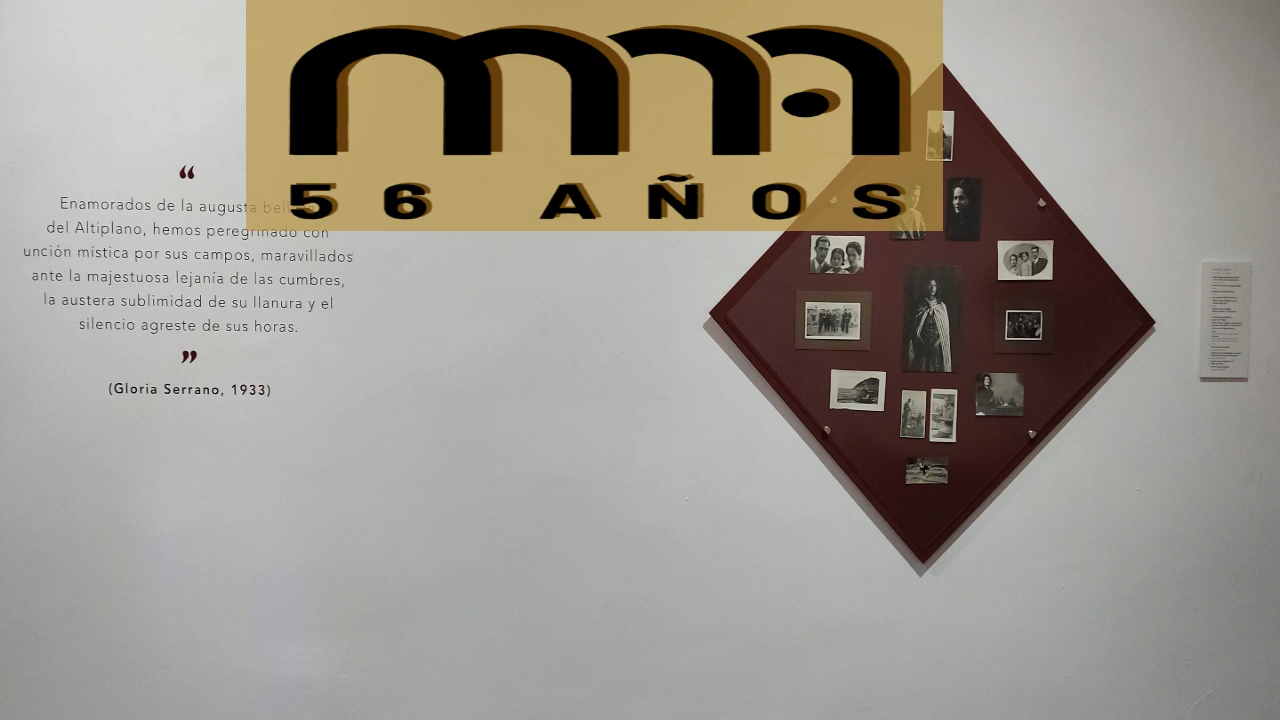 mna
56 AÑOS
“
Enamorados de la augusta belleza
del Altiplano, hemos peregrinado con
unción mística por sus campos, maravillados
ante la majestuosa lejanía de las cumbres,
la austera sublimidad de su llanura y el
silencio agreste de sus horas.
”
(Gloria Serrano, 1933)